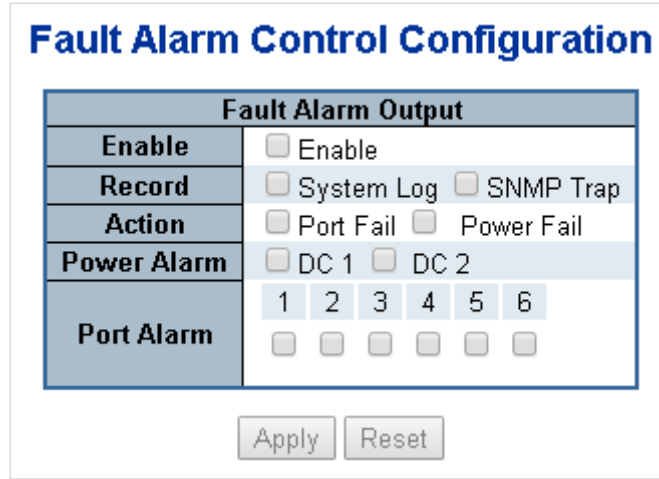 Fault Alarm Control Configuration
Fault Alarm Output
Enable Enable
Record System Log SNMP Trap
Action Port Fail Power Fail
Power Alarm DC 1 DC 2
1 2 3 4 5 6
Port Alarm
Apply Reset